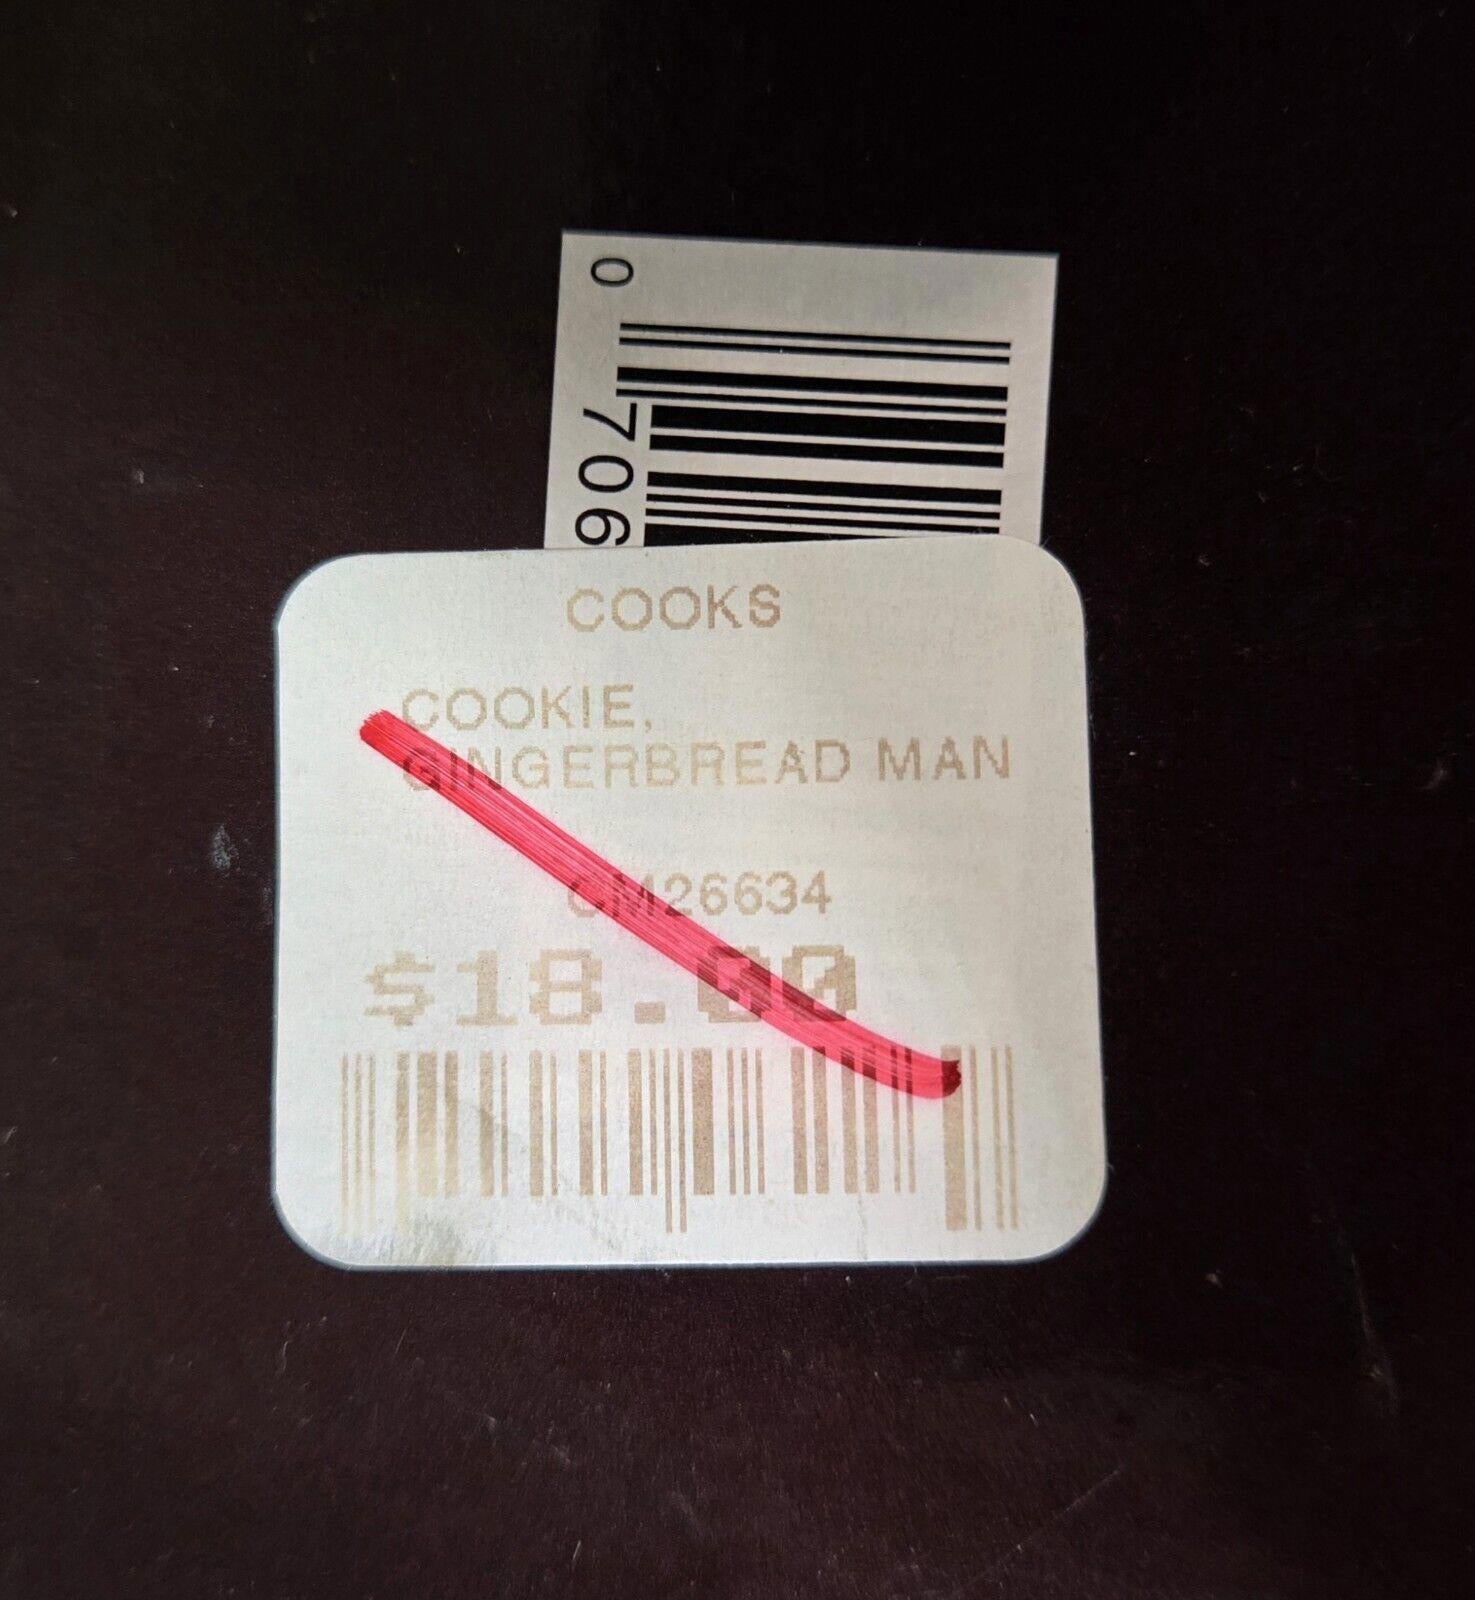 0 706
COOKS
COOKIE,
GINGERBREAD MAN
CM26634
$18.00